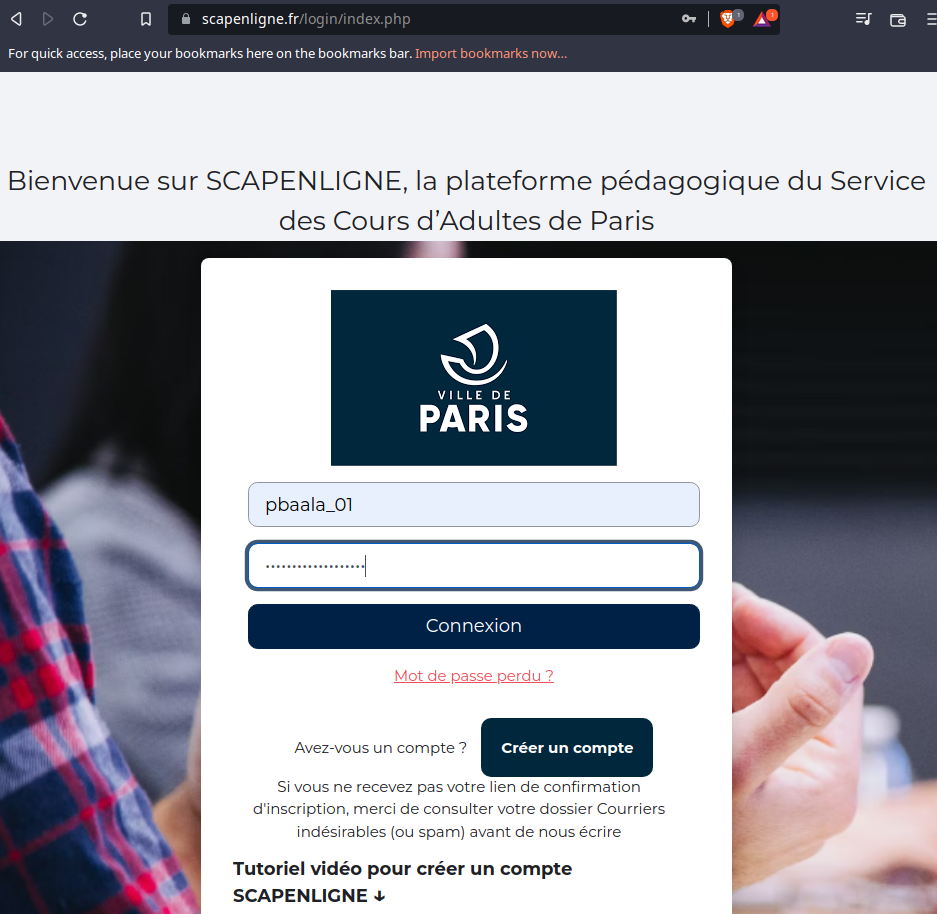 scapenligne.fr/login/index.php
1
1
For quick access, place your bookmarks here on the bookmarks bar. Import bookmarks now...
Bienvenue sur SCAPENLIGNE, la plateforme pédagogique du Service
des Cours d’Adultes de Paris
VILLE DE
PARIS
pbaala_01
•••••••••••••••••••
Connexion
Mot de passe perdu ?
Avez-vous un compte ?
Créer un compte
Si vous ne recevez pas votre lien de confirmation
d'inscription, merci de consulter votre dossier Courriers
indésirables (ou spam) avant de nous écrire
Tutoriel vidéo pour créer un compte
SCAPENLIGNE ↓